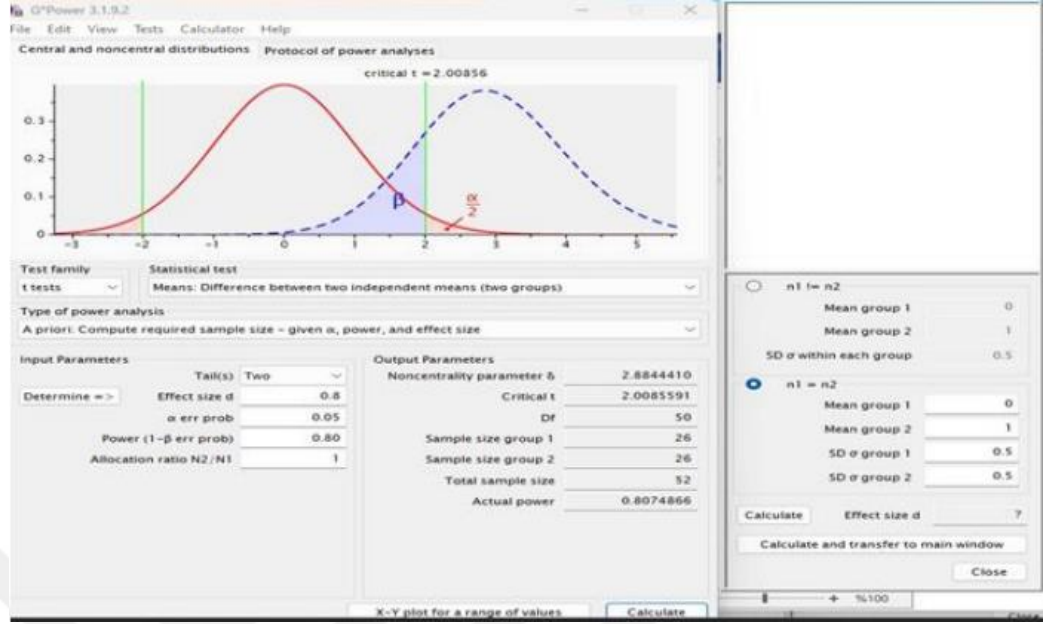 G*Power 3.1.9.2
File Edit View Tests Calculator Help
Central and noncentral distributions Protocol of power analyses
critical t = 2.00856
0.3
0.2
0.1
0
β
α
2
-3 -2 -1 0 1 2 3 4 5
Test family Statistical test
t tests Means: Difference between two independent means (two groups)
Type of power analysis
A priori: Compute required sample size - given α, power, and effect size
Input Parameters
Tail(s) Two
Determine => Effect size d 0.8
α err prob 0.05
Power (1-β err prob) 0.80
Allocation ratio N2/N1 1
Output Parameters
Noncentrality parameter δ 2.8844410
Critical t 2.0085591
Df 50
Sample size group 1 26
Sample size group 2 26
Total sample size 52
Actual power 0.8074866
X-Y plot for a range of values Calculate
n1 != n2
Mean group 1 0
Mean group 2 1
SD σ within each group 0.5
n1 = n2
Mean group 1 0
Mean group 2 1
SD σ group 1 0.5
SD σ group 2 0.5
Calculate Effect size d ?
Calculate and transfer to main window
Close
+ %100
Close